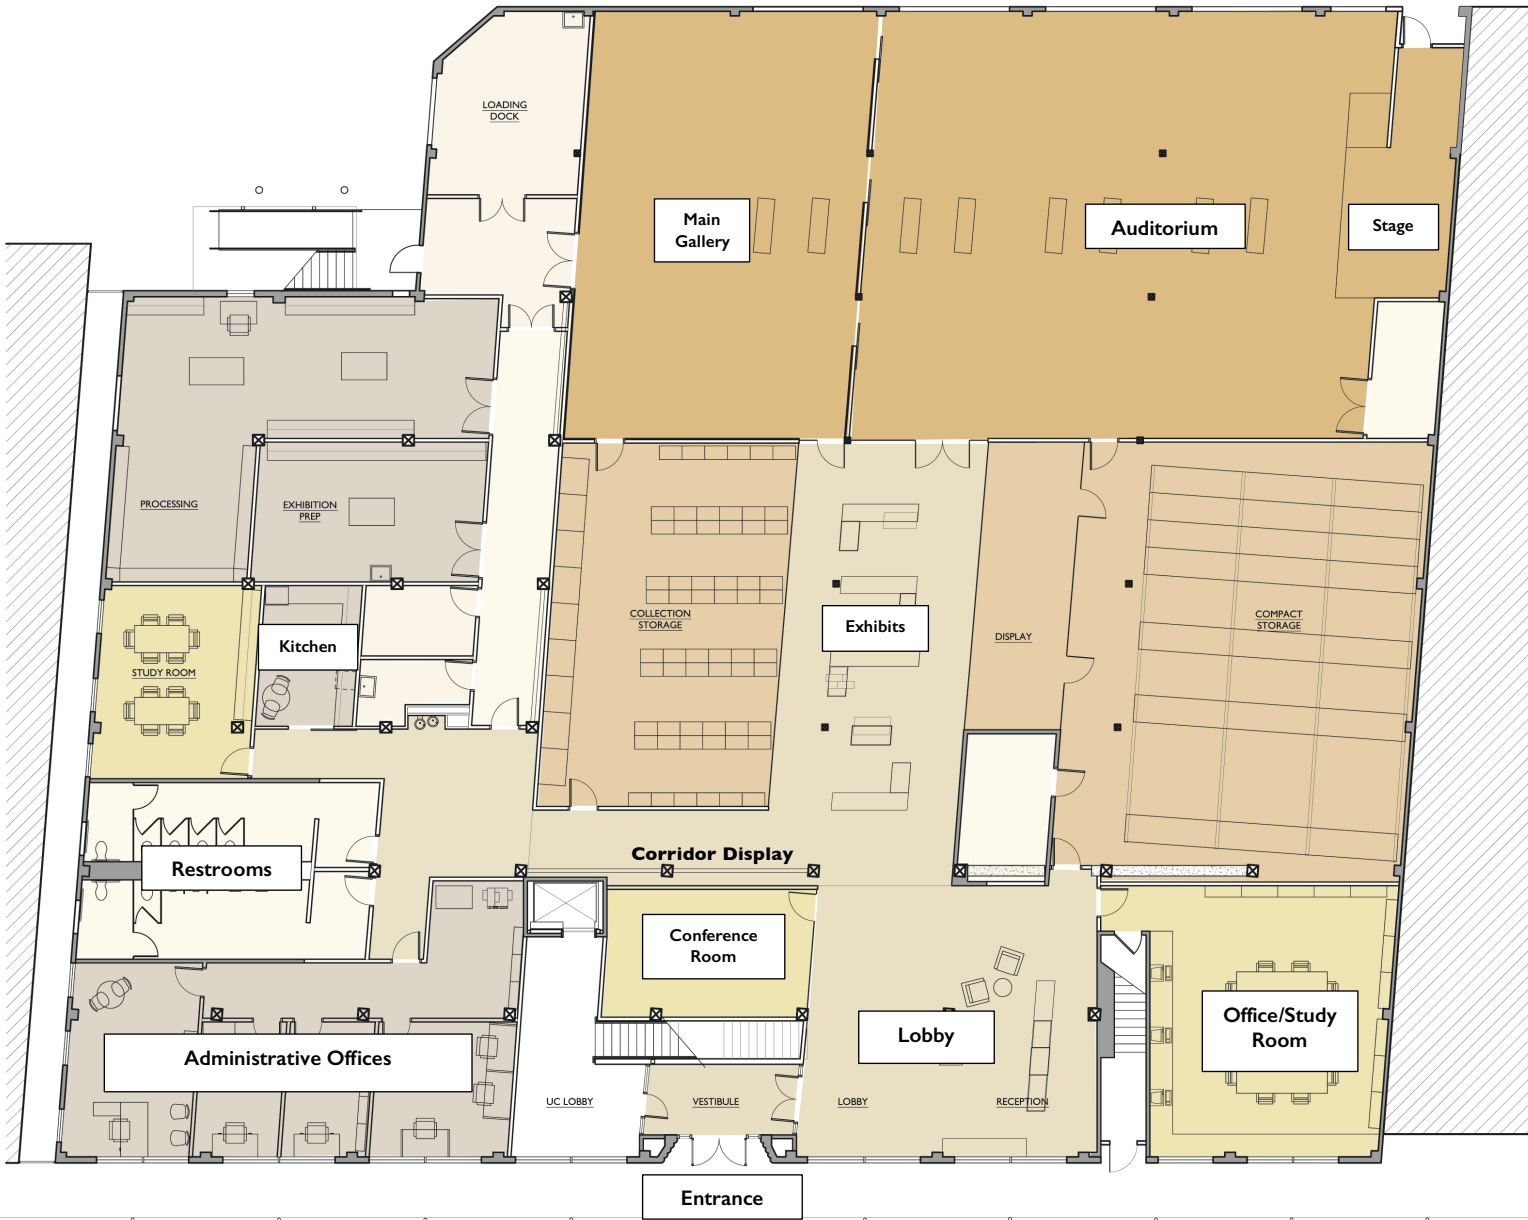 LOADING
DOCK
Main
Gallery
Auditorium
Stage
PROCESSING
EXHIBITION
PREP
COLLECTION
STORAGE
Exhibits
DISPLAY
COMPACT
STORAGE
Kitchen
STUDY ROOM
Corridor Display
Restrooms
Conference
Room
Lobby
Office/Study
Room
Administrative Offices
UC LOBBY
VESTIBULE
LOBBY
RECEPTION
Entrance